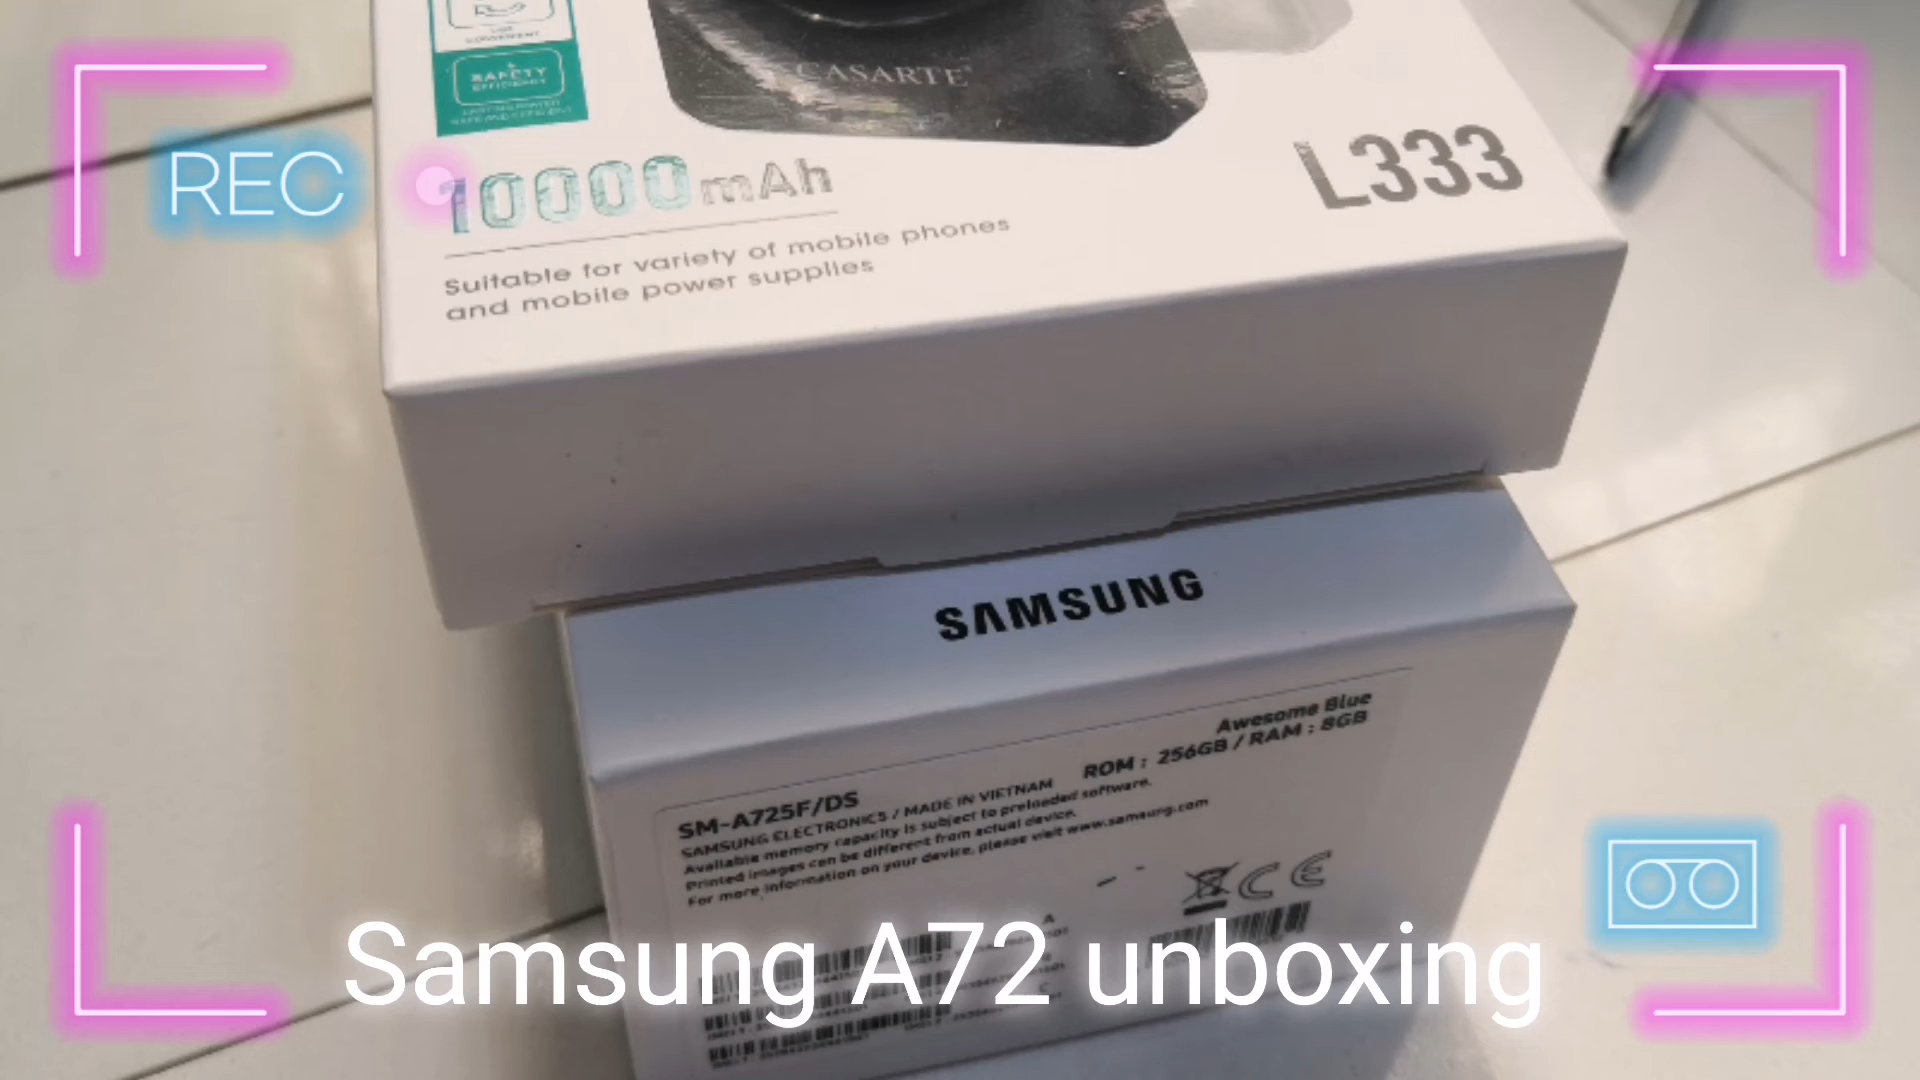 SAFETY
EFFICIENCY
CASARTE
REC
10000mAh
L333
Suitable for variety of mobile phones
and mobile power supplies
SAMSUNG
Awesome Blue
ROM : 256GB / RAM : 8GB
SM-A725F/DS
SAMSUNG ELECTRONICS / MADE IN VIETNAM
Available memory capacity is subject to preloaded software.
Printed images can be different from actual device.
For more information on your device, please visit www.samsung.com
CE
A
Samsung A72 unboxing